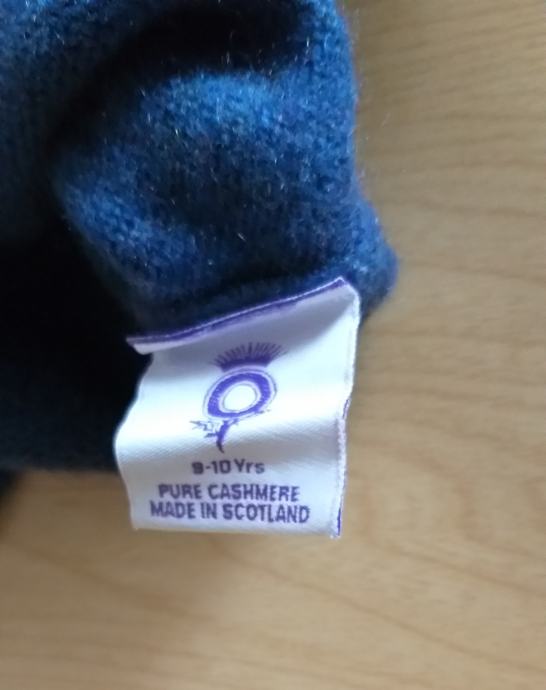 9-10 Yrs
PURE CASHMERE
MADE IN SCOTLAND